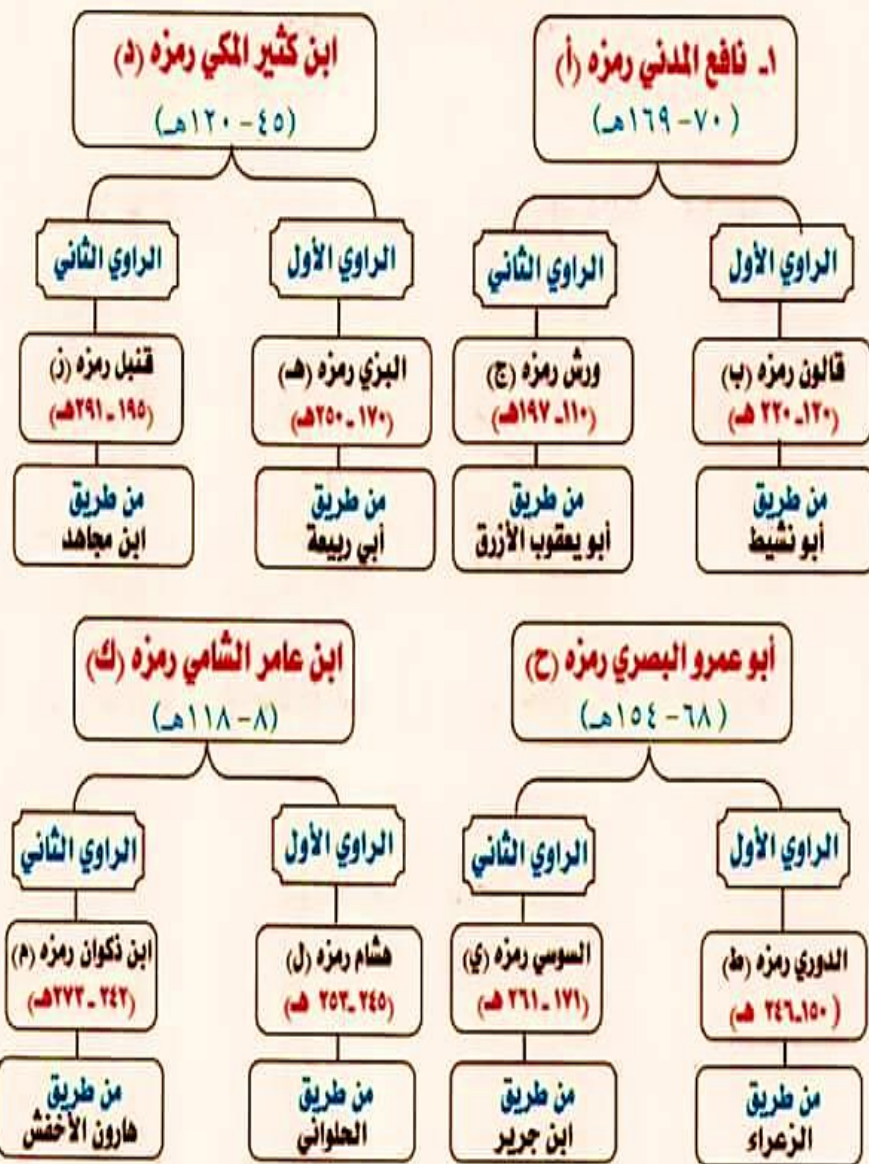 ١ـ نافع المدني رمزه (أ)
(٧٠ – ١٦٩هـ)
الراوي الأول
قالون رمزه (ب)
(١٢٠ـ ٢٢٠ هـ)
من طريق
أبو نشيط
الراوي الثاني
ورش رمزه (ج)
(١١٠ـ ١٩٧هـ)
من طريق
أبو يعقوب الأزرق
ابن كثير المكي رمزه (د)
(٤٥ – ١٢٠هـ)
الراوي الأول
البزي رمزه (هـ)
(١٧٠ ـ ٢٥٠هـ)
من طريق
أبي ربيعة
الراوي الثاني
قنبل رمزه (ز)
(١٩٥ ـ ٢٩١هـ)
من طريق
ابن مجاهد
أبو عمرو البصري رمزه (ح)
(٦٨ – ١٥٤هـ)
الراوي الأول
الدوري رمزه (ط)
(١٥٠ـ ٢٤٦ هـ)
من طريق
الزعراء
الراوي الثاني
السوسي رمزه (ي)
(١٧١ ـ ٢٦١ هـ)
من طريق
ابن جرير
ابن عامر الشامي رمزه (ك)
(٨ – ١١٨هـ)
الراوي الأول
هشام رمزه (ل)
(٢٤٥ ـ ٢٥٣ هـ)
من طريق
الحلواني
الراوي الثاني
ابن ذكوان رمزه (م)
(٢٤٢ ـ ٢٧٣هـ)
من طريق
هارون الأخفش